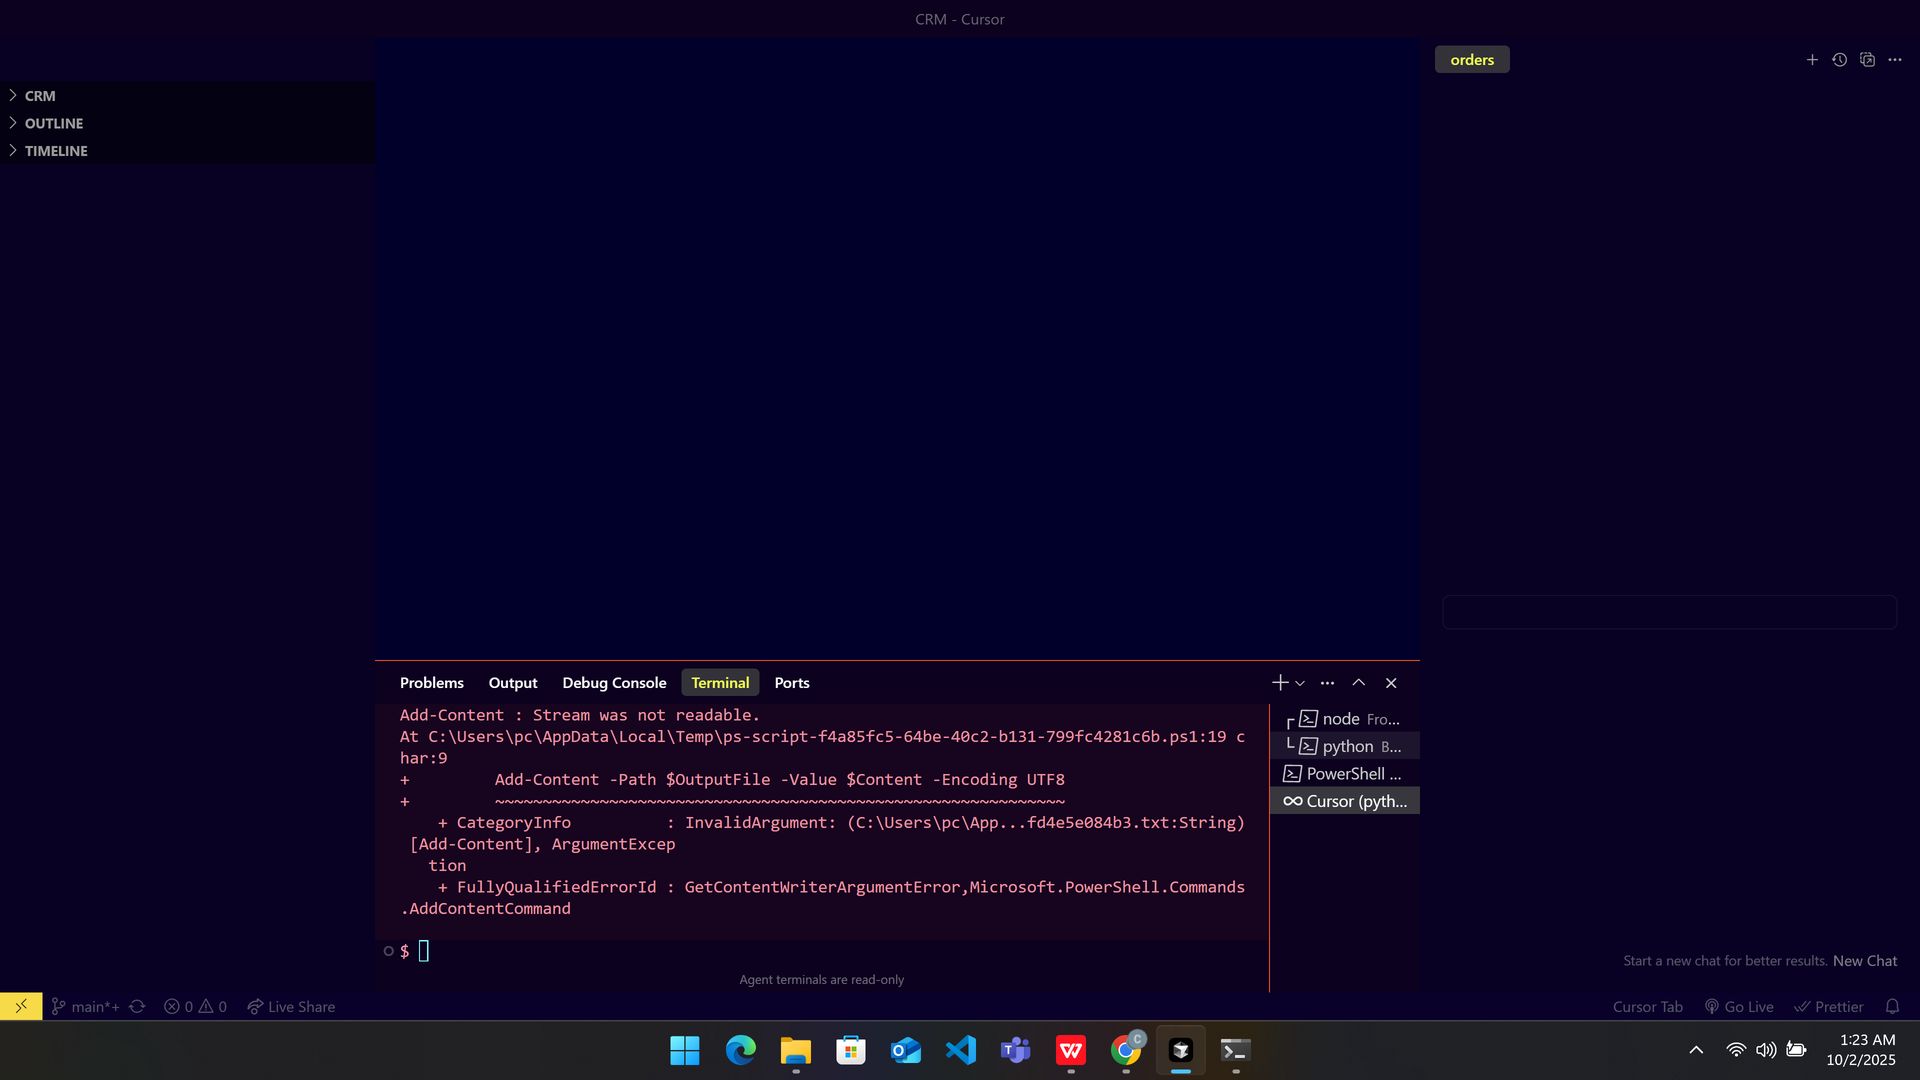 CRM - Cursor
CRM
OUTLINE
TIMELINE
orders
Problems Output Debug Console Terminal Ports
Add-Content : Stream was not readable.
At C:\Users\pc\AppData\Local\Temp\ps-script-f4a85fc5-64be-40c2-b131-799fc4281c6b.ps1:19 c
har:9
+         Add-Content -Path $OutputFile -Value $Content -Encoding UTF8
+         ~~~~~~~~~~~~~~~~~~~~~~~~~~~~~~~~~~~~~~~~~~~~~~~~~~~~~~~~~~~~
    + CategoryInfo          : InvalidArgument: (C:\Users\pc\App...fd4e5e084b3.txt:String)
 [Add-Content], ArgumentExcep
   tion
    + FullyQualifiedErrorId : GetContentWriterArgumentError,Microsoft.PowerShell.Commands
.AddContentCommand
$
Agent terminals are read-only
node Fro...
python B...
PowerShell ...
Cursor (pyth...
Start a new chat for better results. New Chat
main*+ 0 0 Live Share
Cursor Tab Go Live Prettier
C
1:23 AM
10/2/2025